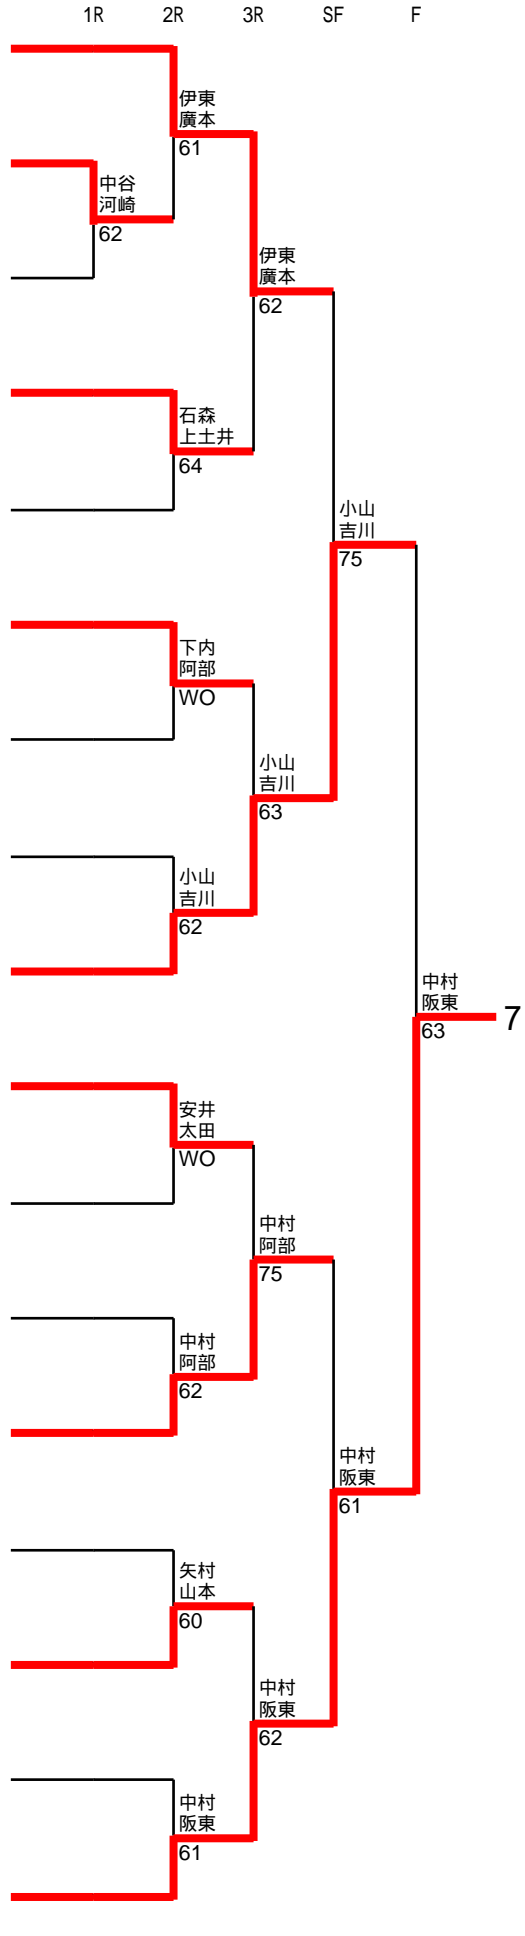 1R 2R 3R SF F
伊東
廣本
61
中谷
河崎
62
伊東
廣本
62
石森
上土井
64
小山
吉川
75
下内
阿部
WO
小山
吉川
63
小山
吉川
62
中村
阪東
63
7
安井
太田
WO
中村
阿部
75
中村
阿部
62
中村
阪東
61
矢村
山本
60
中村
阪東
62
中村
阪東
61